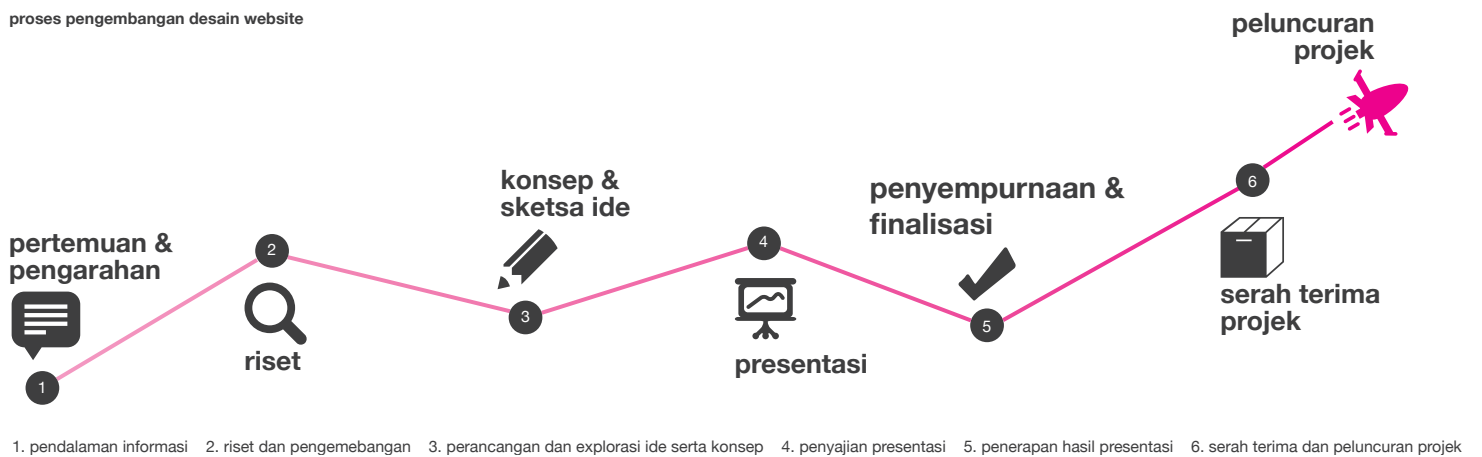 proses pengembangan desain website
peluncuran
projek
konsep &
sketsa ide
penyempurnaan &
finalisasi
pertemuan &
pengarahan
1
2
riset
3
4
presentasi
5
6
serah terima
projek
1. pendalaman informasi 2. riset dan pengemebangan 3. perancangan dan explorasi ide serta konsep 4. penyajian presentasi 5. penerapan hasil presentasi 6. serah terima dan peluncuran projek